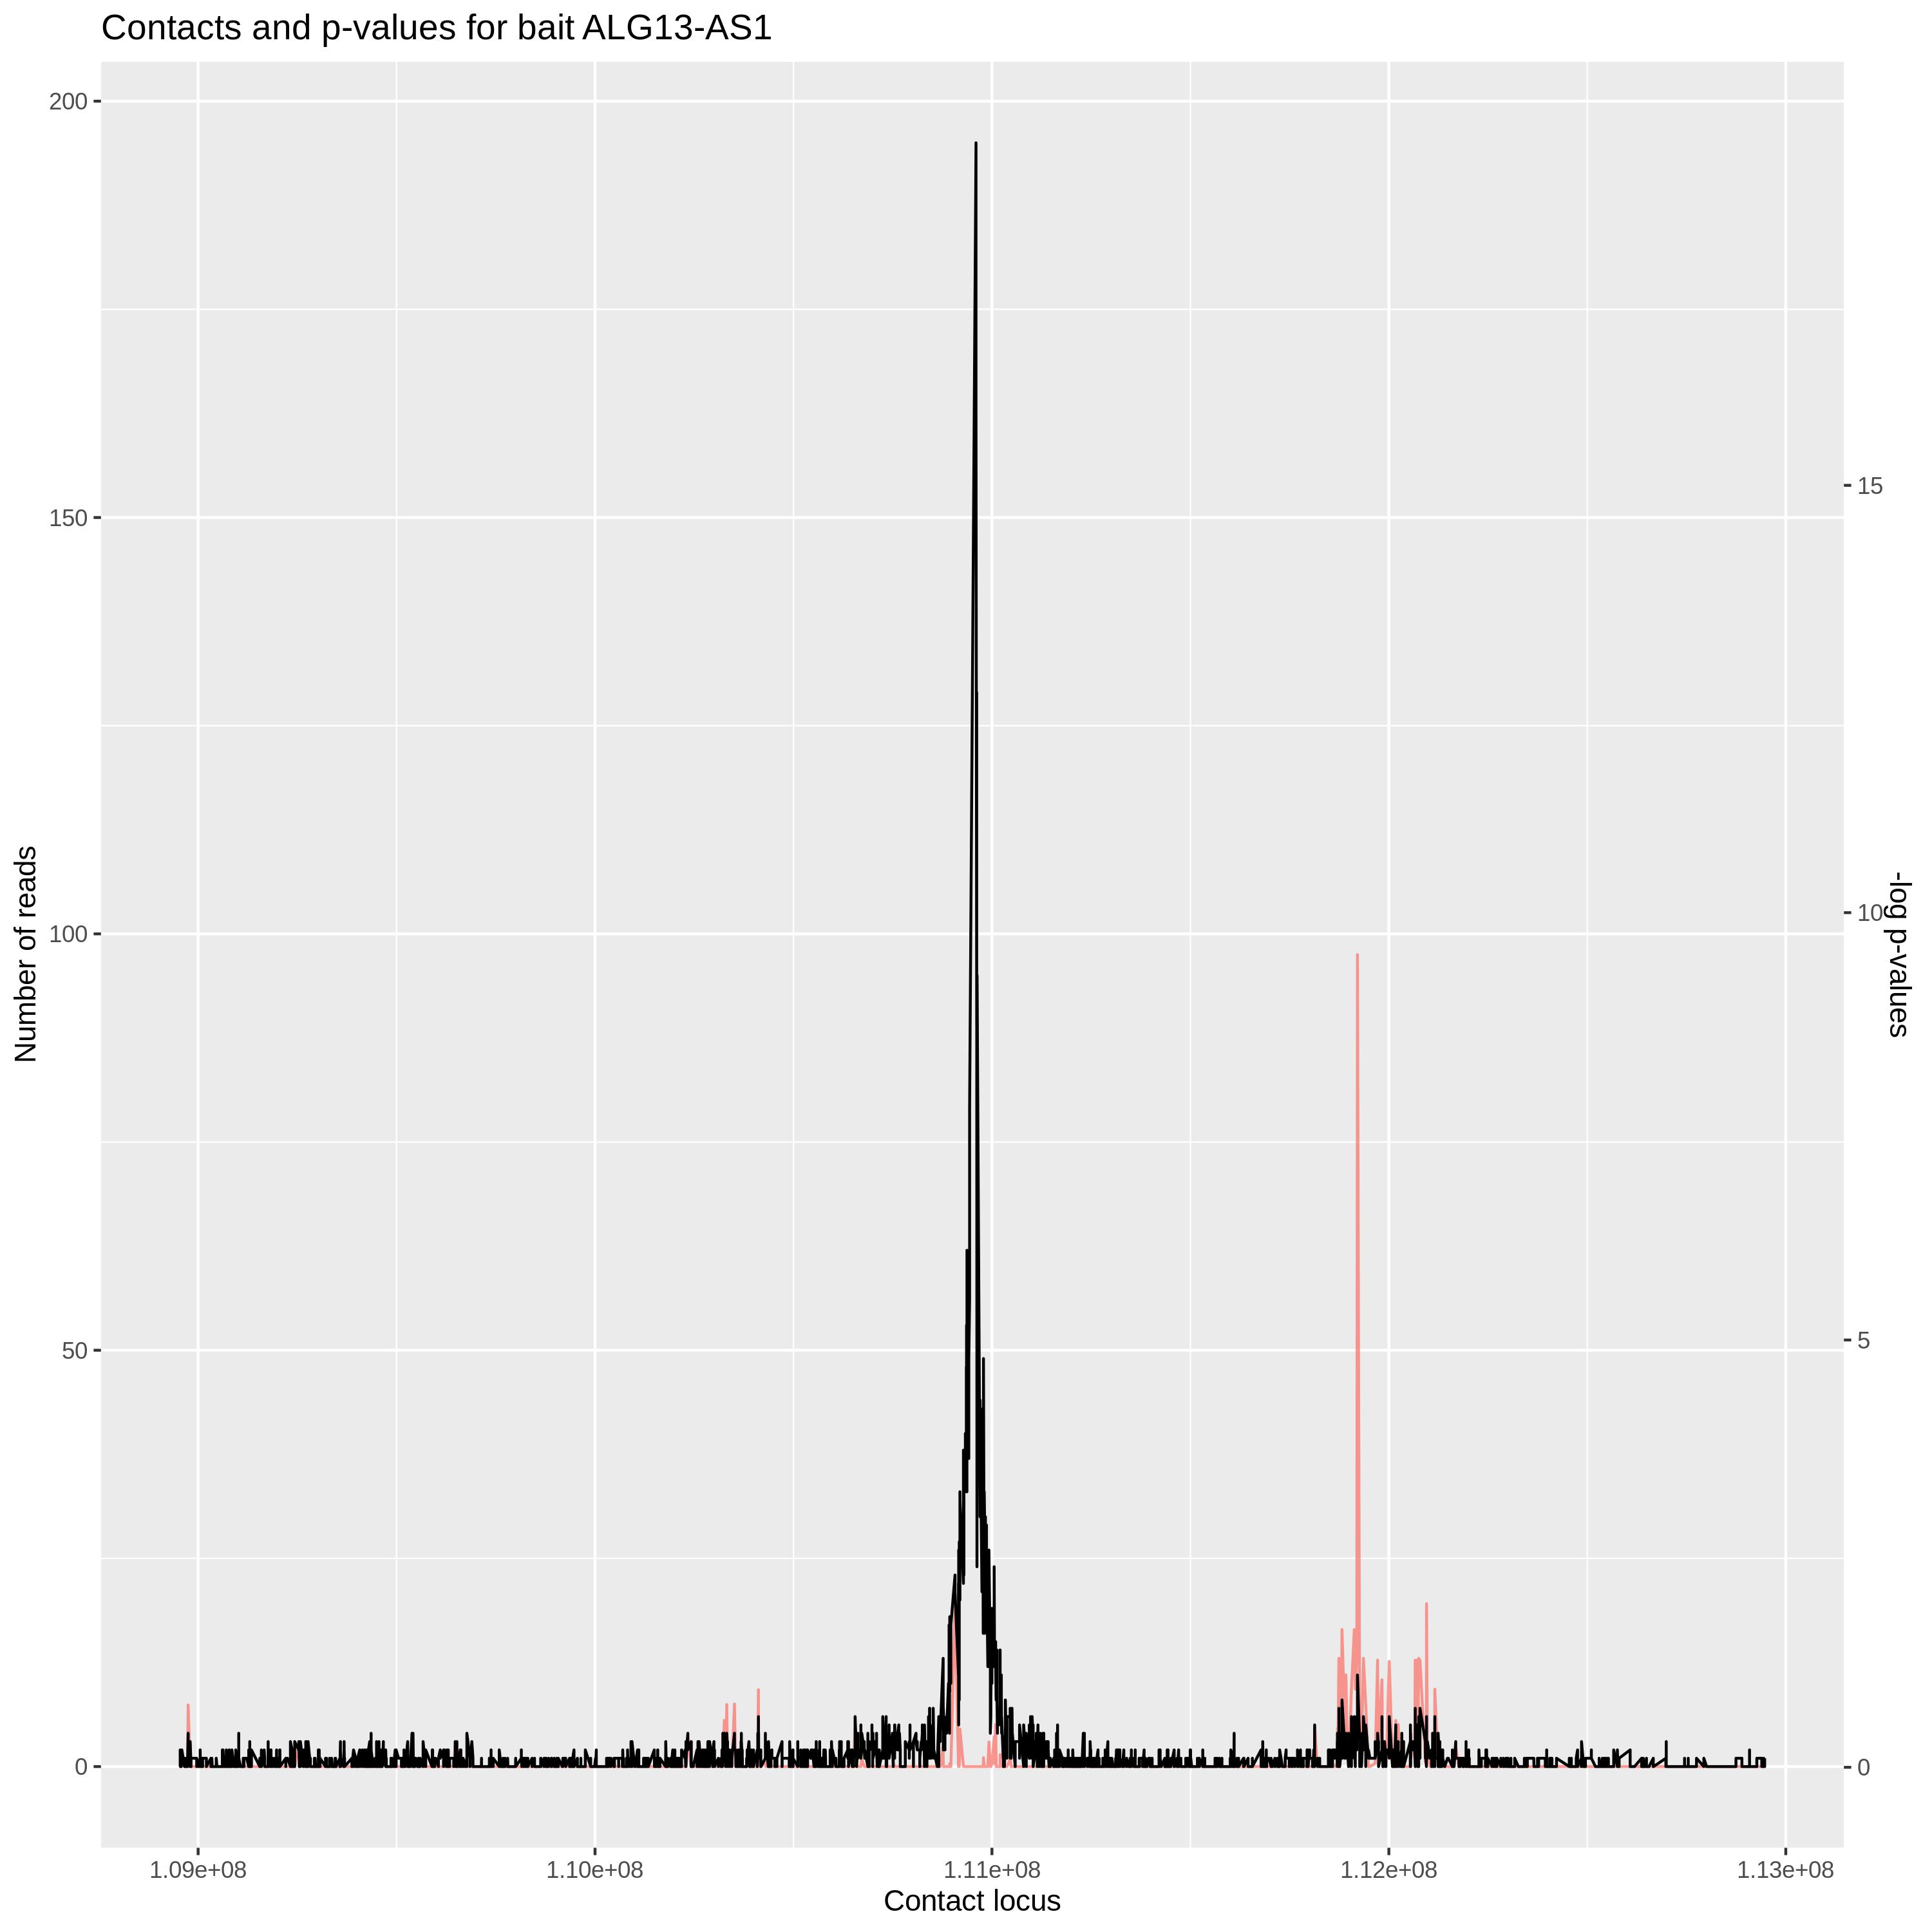 Contacts and p-values for bait ALG13-AS1
200
150
100
50
0
Number of reads
15
10
5
0
-log p-values
1.09e+08
1.10e+08
1.11e+08
1.12e+08
1.13e+08
Contact locus